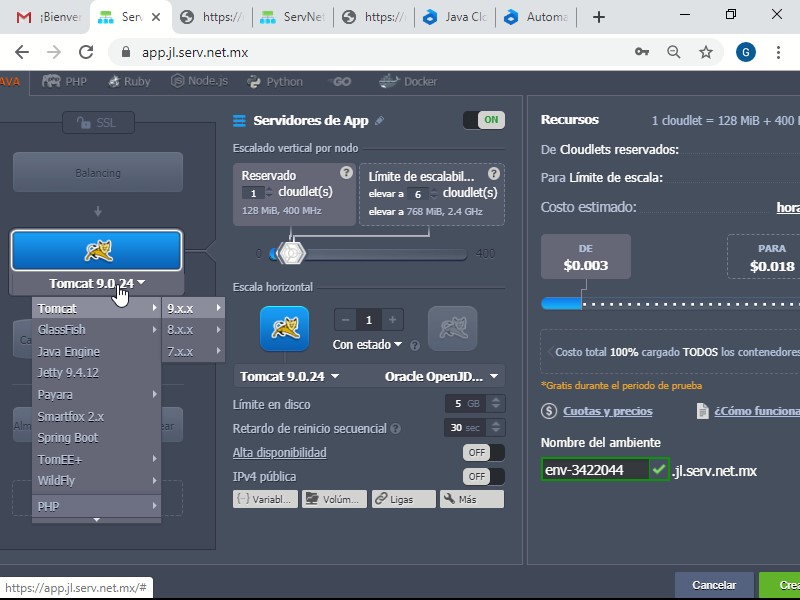 ¡Bienve
Serv
https://
ServNet
https://
Java Clo
Automa
app.jl.serv.net.mx
G
AVA
PHP
Ruby
Node.js
Python
GO
Docker
SSL
Balancing
Tomcat 9.0.24
Tomcat
GlassFish
Java Engine
Jetty 9.4.12
Payara
Smartfox 2.x
Spring Boot
TomEE+
WildFly
PHP
9.x.x
8.x.x
7.x.x
Servidores de App
ON
Escalado vertical por nodo
Reservado
?
1 cloudlet(s)
128 MiB, 400 MHz
Límite de escalabil...
?
elevar a 6 cloudlet(s)
elevar a 768 MiB, 2.4 GHz
0
400
Escala horizontal
− 1 +
Con estado
?
Tomcat 9.0.24
Oracle OpenJD...
Límite en disco
5 GB
Retardo de reinicio secuencial ?
30 sec
Alta disponibilidad
OFF
IPv4 pública
OFF
Variabl...
Volúm...
Ligas
Más
Recursos
1 cloudlet = 128 MiB + 400 M
De Cloudlets reservados:
Para Límite de escala:
Costo estimado:
hora
DE
$0.003
PARA
$0.018
Costo total 100% cargado TODOS los contenedores
*Gratis durante el periodo de prueba
$ Cuotas y precios
¿Cómo funciona
Nombre del ambiente
env-3422044
.jl.serv.net.mx
https://app.jl.serv.net.mx/#
Cancelar
Crea